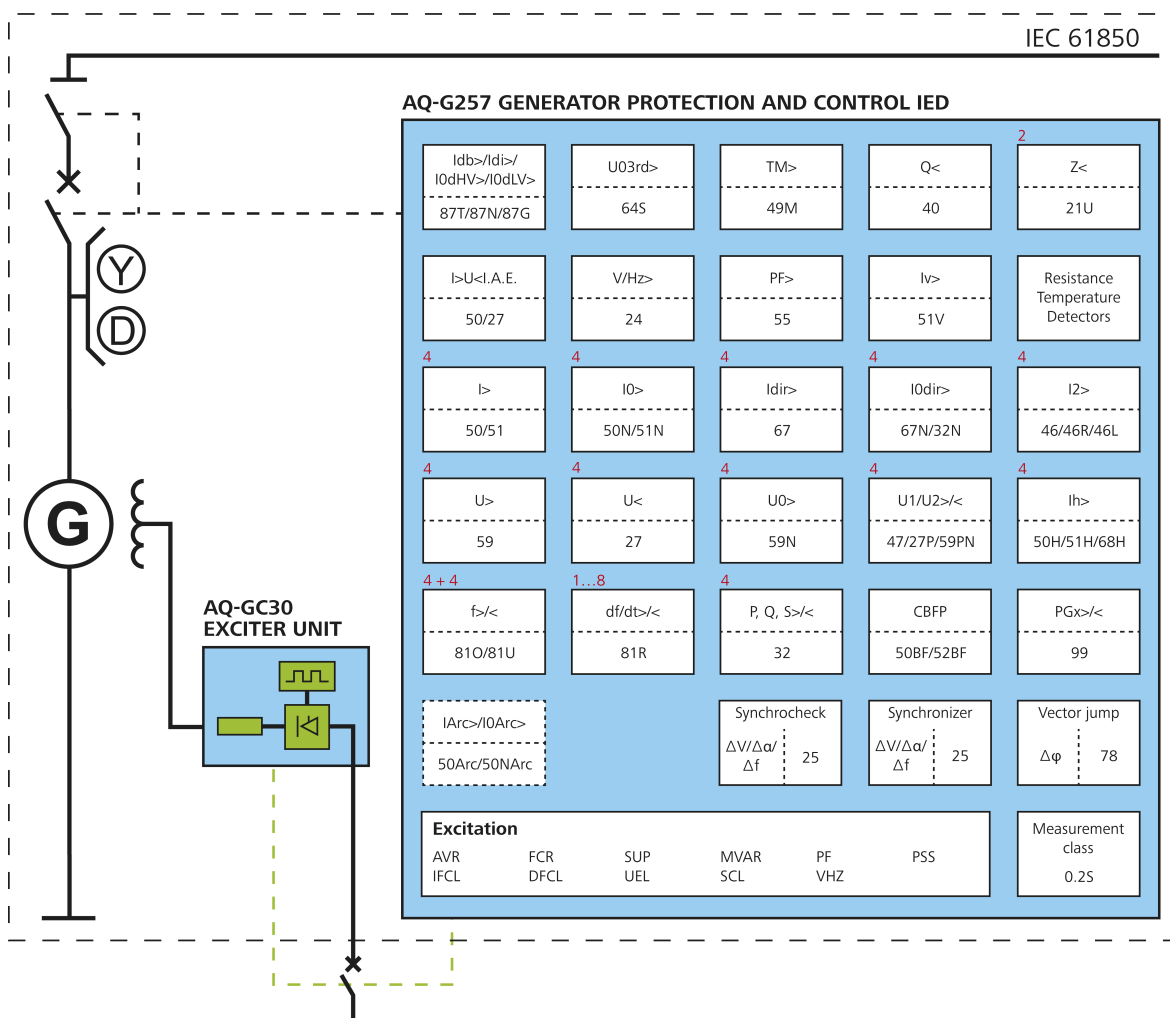 IEC 61850
AQ-G257 GENERATOR PROTECTION AND CONTROL IED
2
Idb>/Idi>/
I0dHV>/I0dLV>
87T/87N/87G
U03rd>
64S
TM>
49M
Q<
40
Z<
21U
Y
D
I>U<I.A.E.
50/27
V/Hz>
24
PF>
55
Iv>
51V
Resistance
Temperature
Detectors
4
I>
50/51
4
I0>
50N/51N
4
Idir>
67
4
I0dir>
67N/32N
4
I2>
46/46R/46L
4
U>
59
4
U<
27
4
U0>
59N
4
U1/U2>/<
47/27P/59PN
4
Ih>
50H/51H/68H
G
4 + 4
f>/<
81O/81U
1...8
df/dt>/<
81R
4
P, Q, S>/<
32
CBFP
50BF/52BF
PGx>/<
99
AQ-GC30
EXCITER UNIT
IArc>/I0Arc>
50Arc/50NArc
Synchrocheck
ΔV/Δα/
Δf
25
Synchronizer
ΔV/Δα/
Δf
25
Vector jump
Δφ
78
Excitation
AVR FCR SUP MVAR PF PSS
IFCL DFCL UEL SCL VHZ
Measurement
class
0.2S